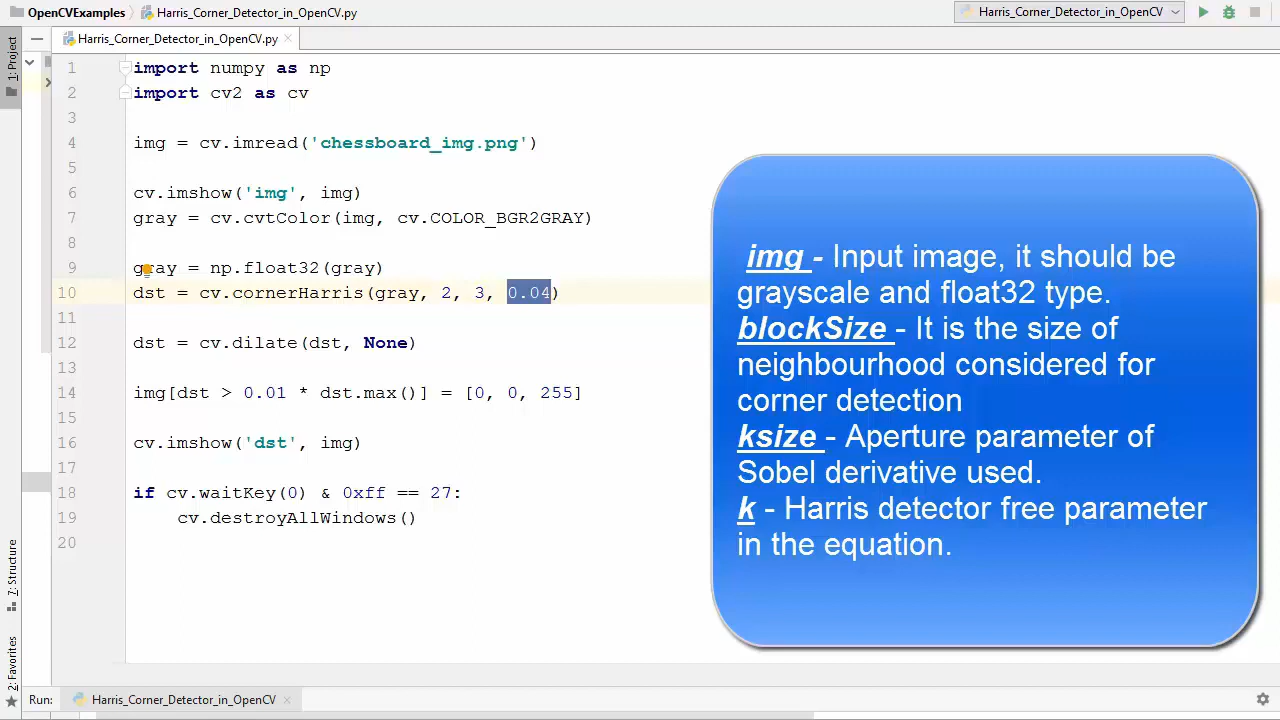 OpenCVExamples Harris_Corner_Detector_in_OpenCV.py
Harris_Corner_Detector_in_OpenCV
1: Project
Harris_Corner_Detector_in_OpenCV.py
1 import numpy as np
2 import cv2 as cv
3
4 img = cv.imread('chessboard_img.png')
5
6 cv.imshow('img', img)
7 gray = cv.cvtColor(img, cv.COLOR_BGR2GRAY)
8
9 gray = np.float32(gray)
10 dst = cv.cornerHarris(gray, 2, 3, 0.04)
11
12 dst = cv.dilate(dst, None)
13
14 img[dst > 0.01 * dst.max()] = [0, 0, 255]
15
16 cv.imshow('dst', img)
17
18 if cv.waitKey(0) & 0xff == 27:
19 cv.destroyAllWindows()
20
img - Input image, it should be
grayscale and float32 type.
blockSize - It is the size of
neighbourhood considered for
corner detection
ksize - Aperture parameter of
Sobel derivative used.
k - Harris detector free parameter
in the equation.
Z: Structure
2: Favorites
Run: Harris_Corner_Detector_in_OpenCV